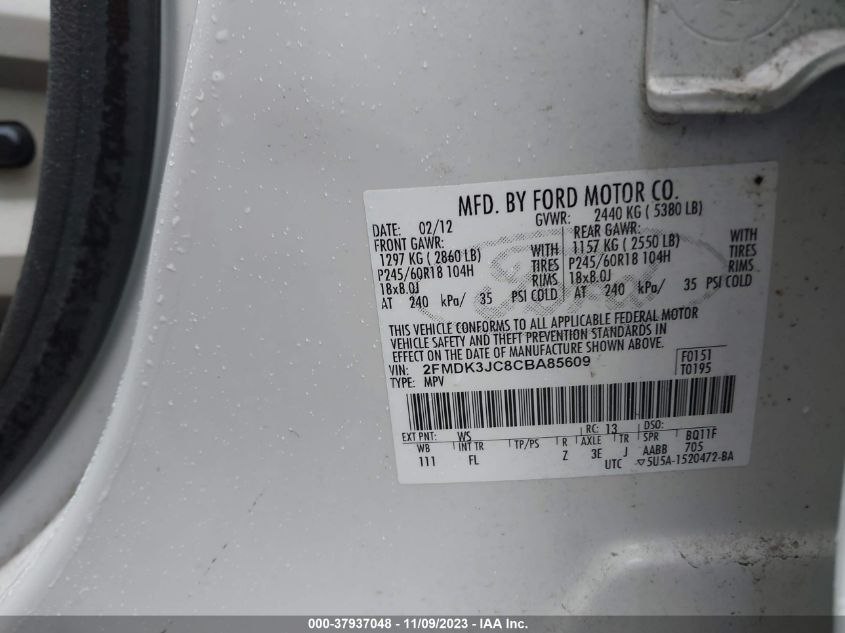 MFD. BY FORD MOTOR CO.
DATE: 02/12 GVWR: 2440 KG ( 5380 LB)
FRONT GAWR: REAR GAWR:
1297 KG ( 2860 LB) WITH 1157 KG ( 2550 LB) WITH
P245/60R18 104H TIRES P245/60R18 104H TIRES
18x8.0J RIMS 18x8.0J RIMS
AT 240 kPa/ 35 PSI COLD AT 240 kPa/ 35 PSI COLD
Ford
THIS VEHICLE CONFORMS TO ALL APPLICABLE FEDERAL MOTOR
VEHICLE SAFETY AND THEFT PREVENTION STANDARDS IN
EFFECT ON THE DATE OF MANUFACTURE SHOWN ABOVE.
VIN: 2FMDK3JC8CBA85609 F0151
TYPE: MPV T0195
EXT PNT: WS RC: 13 DSO:
WB INT TR TP/PS R AXLE TR SPR BQ11F
111 FL Z 3E J AABB 705
UTC ▽5U5A-1520472-BA
000-37937048 - 11/09/2023 - IAA Inc.